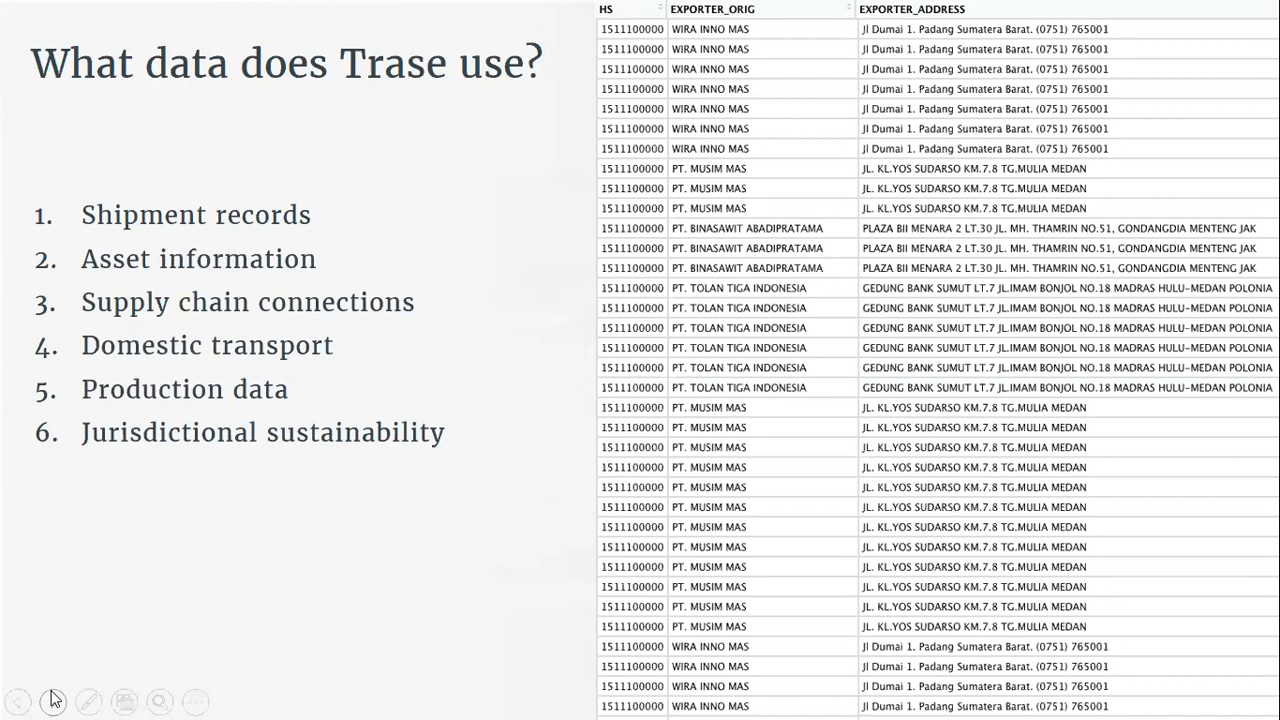 What data does Trase use?
1. Shipment records
2. Asset information
3. Supply chain connections
4. Domestic transport
5. Production data
6. Jurisdictional sustainability
HS EXPORTER_ORIG EXPORTER_ADDRESS
1511100000 WIRA INNO MAS Jl Dumai 1. Padang Sumatera Barat. (0751) 765001
1511100000 WIRA INNO MAS Jl Dumai 1. Padang Sumatera Barat. (0751) 765001
1511100000 WIRA INNO MAS Jl Dumai 1. Padang Sumatera Barat. (0751) 765001
1511100000 WIRA INNO MAS Jl Dumai 1. Padang Sumatera Barat. (0751) 765001
1511100000 WIRA INNO MAS Jl Dumai 1. Padang Sumatera Barat. (0751) 765001
1511100000 WIRA INNO MAS Jl Dumai 1. Padang Sumatera Barat. (0751) 765001
1511100000 WIRA INNO MAS Jl Dumai 1. Padang Sumatera Barat. (0751) 765001
1511100000 PT. MUSIM MAS JL. KL.YOS SUDARSO KM.7.8 TG.MULIA MEDAN
1511100000 PT. MUSIM MAS JL. KL.YOS SUDARSO KM.7.8 TG.MULIA MEDAN
1511100000 PT. MUSIM MAS JL. KL.YOS SUDARSO KM.7.8 TG.MULIA MEDAN
1511100000 PT. BINASAWIT ABADIPRATAMA PLAZA BII MENARA 2 LT.30 JL. MH. THAMRIN NO.51, GONDANGDIA MENTENG JAK
1511100000 PT. BINASAWIT ABADIPRATAMA PLAZA BII MENARA 2 LT.30 JL. MH. THAMRIN NO.51, GONDANGDIA MENTENG JAK
1511100000 PT. BINASAWIT ABADIPRATAMA PLAZA BII MENARA 2 LT.30 JL. MH. THAMRIN NO.51, GONDANGDIA MENTENG JAK
1511100000 PT. TOLAN TIGA INDONESIA GEDUNG BANK SUMUT LT.7 JL.IMAM BONJOL NO.18 MADRAS HULU-MEDAN POLONIA
1511100000 PT. TOLAN TIGA INDONESIA GEDUNG BANK SUMUT LT.7 JL.IMAM BONJOL NO.18 MADRAS HULU-MEDAN POLONIA
1511100000 PT. TOLAN TIGA INDONESIA GEDUNG BANK SUMUT LT.7 JL.IMAM BONJOL NO.18 MADRAS HULU-MEDAN POLONIA
1511100000 PT. TOLAN TIGA INDONESIA GEDUNG BANK SUMUT LT.7 JL.IMAM BONJOL NO.18 MADRAS HULU-MEDAN POLONIA
1511100000 PT. TOLAN TIGA INDONESIA GEDUNG BANK SUMUT LT.7 JL.IMAM BONJOL NO.18 MADRAS HULU-MEDAN POLONIA
1511100000 PT. TOLAN TIGA INDONESIA GEDUNG BANK SUMUT LT.7 JL.IMAM BONJOL NO.18 MADRAS HULU-MEDAN POLONIA
1511100000 PT. MUSIM MAS JL. KL.YOS SUDARSO KM.7.8 TG.MULIA MEDAN
1511100000 PT. MUSIM MAS JL. KL.YOS SUDARSO KM.7.8 TG.MULIA MEDAN
1511100000 PT. MUSIM MAS JL. KL.YOS SUDARSO KM.7.8 TG.MULIA MEDAN
1511100000 PT. MUSIM MAS JL. KL.YOS SUDARSO KM.7.8 TG.MULIA MEDAN
1511100000 PT. MUSIM MAS JL. KL.YOS SUDARSO KM.7.8 TG.MULIA MEDAN
1511100000 PT. MUSIM MAS JL. KL.YOS SUDARSO KM.7.8 TG.MULIA MEDAN
1511100000 PT. MUSIM MAS JL. KL.YOS SUDARSO KM.7.8 TG.MULIA MEDAN
1511100000 PT. MUSIM MAS JL. KL.YOS SUDARSO KM.7.8 TG.MULIA MEDAN
1511100000 PT. MUSIM MAS JL. KL.YOS SUDARSO KM.7.8 TG.MULIA MEDAN
1511100000 PT. MUSIM MAS JL. KL.YOS SUDARSO KM.7.8 TG.MULIA MEDAN
1511100000 PT. MUSIM MAS JL. KL.YOS SUDARSO KM.7.8 TG.MULIA MEDAN
1511100000 PT. MUSIM MAS JL. KL.YOS SUDARSO KM.7.8 TG.MULIA MEDAN
1511100000 WIRA INNO MAS Jl Dumai 1. Padang Sumatera Barat. (0751) 765001
1511100000 WIRA INNO MAS Jl Dumai 1. Padang Sumatera Barat. (0751) 765001
1511100000 WIRA INNO MAS Jl Dumai 1. Padang Sumatera Barat. (0751) 765001
1511100000 WIRA INNO MAS Jl Dumai 1. Padang Sumatera Barat. (0751) 765001